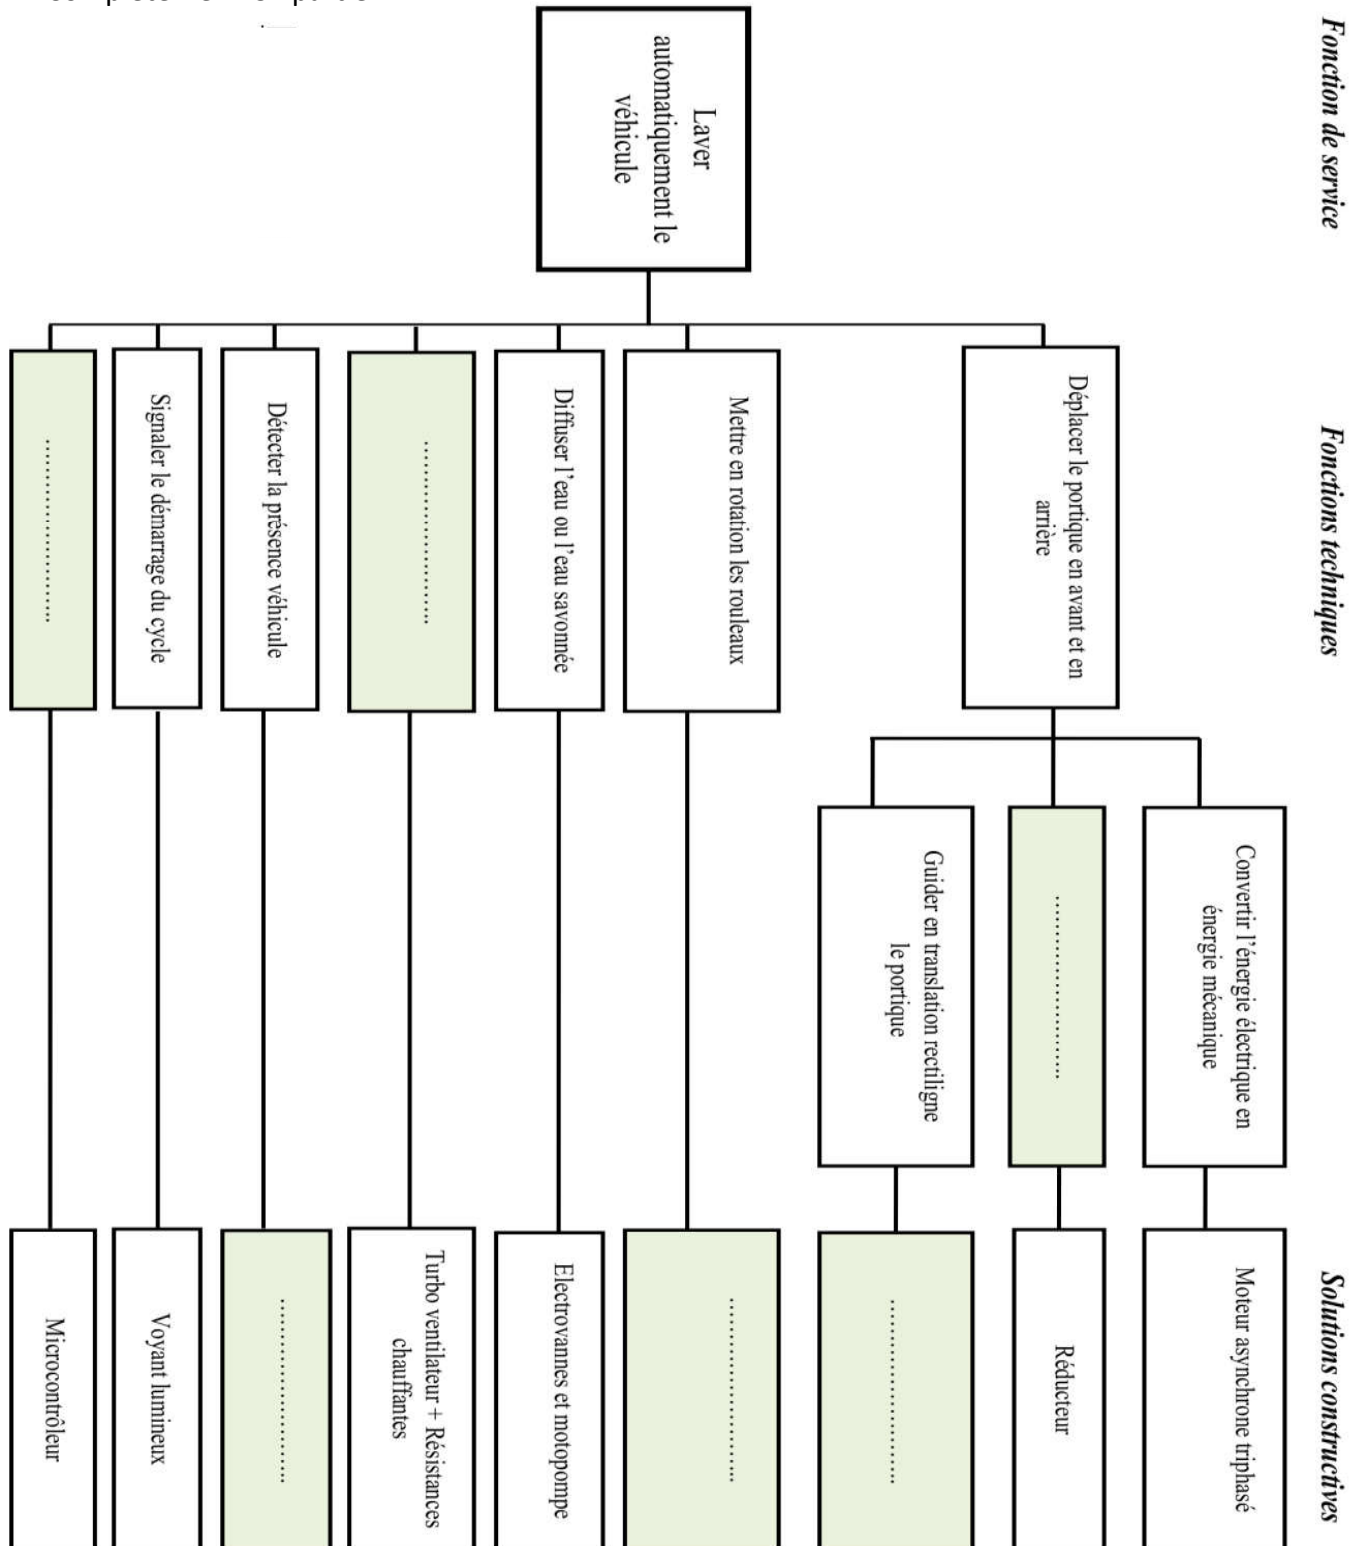 Fonction de service
Fonctions techniques
Solutions constructives
Laver
automatiquement le
véhicule
Déplacer le portique en avant et en
arrière
Convertir l'énergie électrique en
énergie mécanique
Moteur asynchrone triphasé
…………………….
Réducteur
Guider en translation rectiligne
le portique
…………………….
Mettre en rotation les rouleaux
…………………….
Diffuser l'eau ou l'eau savonnée
Electrovannes et motopompe
…………………….
Turbo ventilateur + Résistances
chauffantes
Détecter la présence véhicule
…………………….
Signaler le démarrage du cycle
Voyant lumineux
…………………….
Microcontrôleur